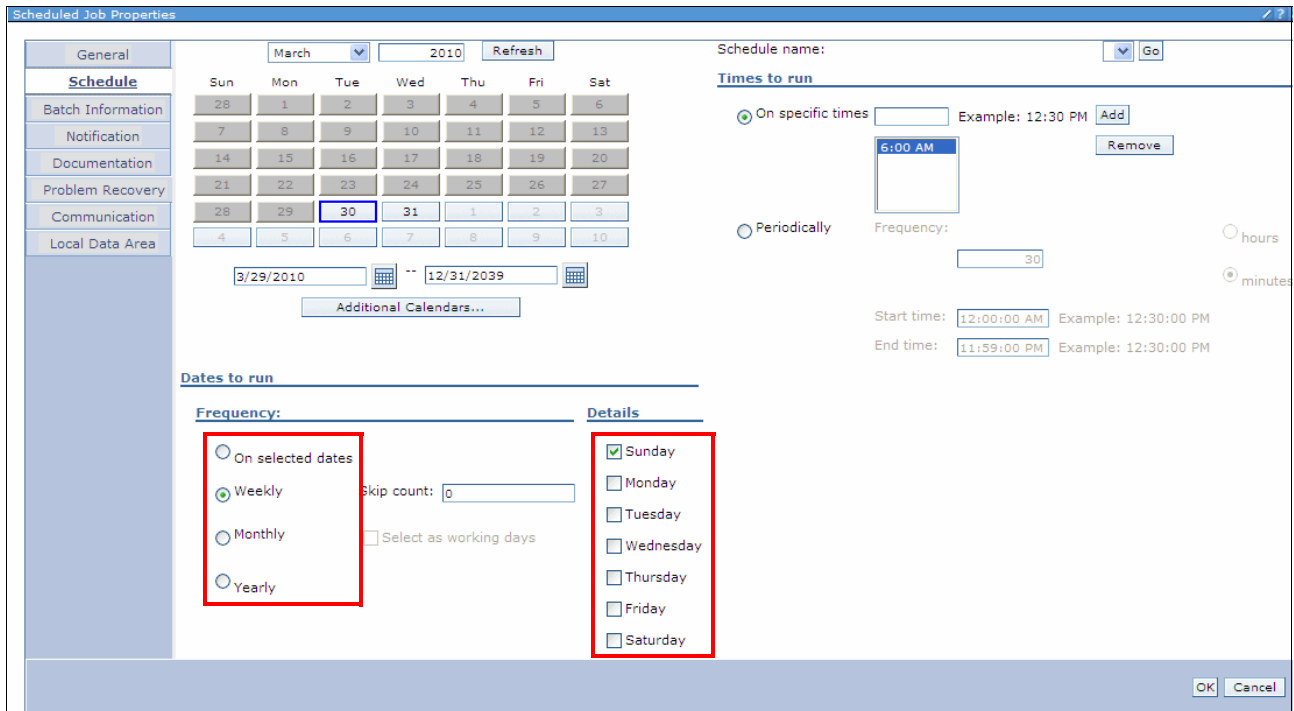 Scheduled Job Properties
?
General
Schedule
Batch Information
Notification
Documentation
Problem Recovery
Communication
Local Data Area
March 2010 Refresh
Sun Mon Tue Wed Thu Fri Sat
28 1 2 3 4 5 6
7 8 9 10 11 12 13
14 15 16 17 18 19 20
21 22 23 24 25 26 27
28 29 30 31 1 2 3
4 5 6 7 8 9 10
3/29/2010 -- 12/31/2039
Additional Calendars...
Schedule name: Go
Times to run
On specific times Example: 12:30 PM Add
6:00 AM Remove
Periodically Frequency:
30
hours
minutes
Start time: 12:00:00 AM Example: 12:30:00 PM
End time: 11:59:00 PM Example: 12:30:00 PM
Dates to run
Frequency:
On selected dates
Weekly Skip count: 0
Monthly Select as working days
Yearly
Details
Sunday
Monday
Tuesday
Wednesday
Thursday
Friday
Saturday
OK Cancel